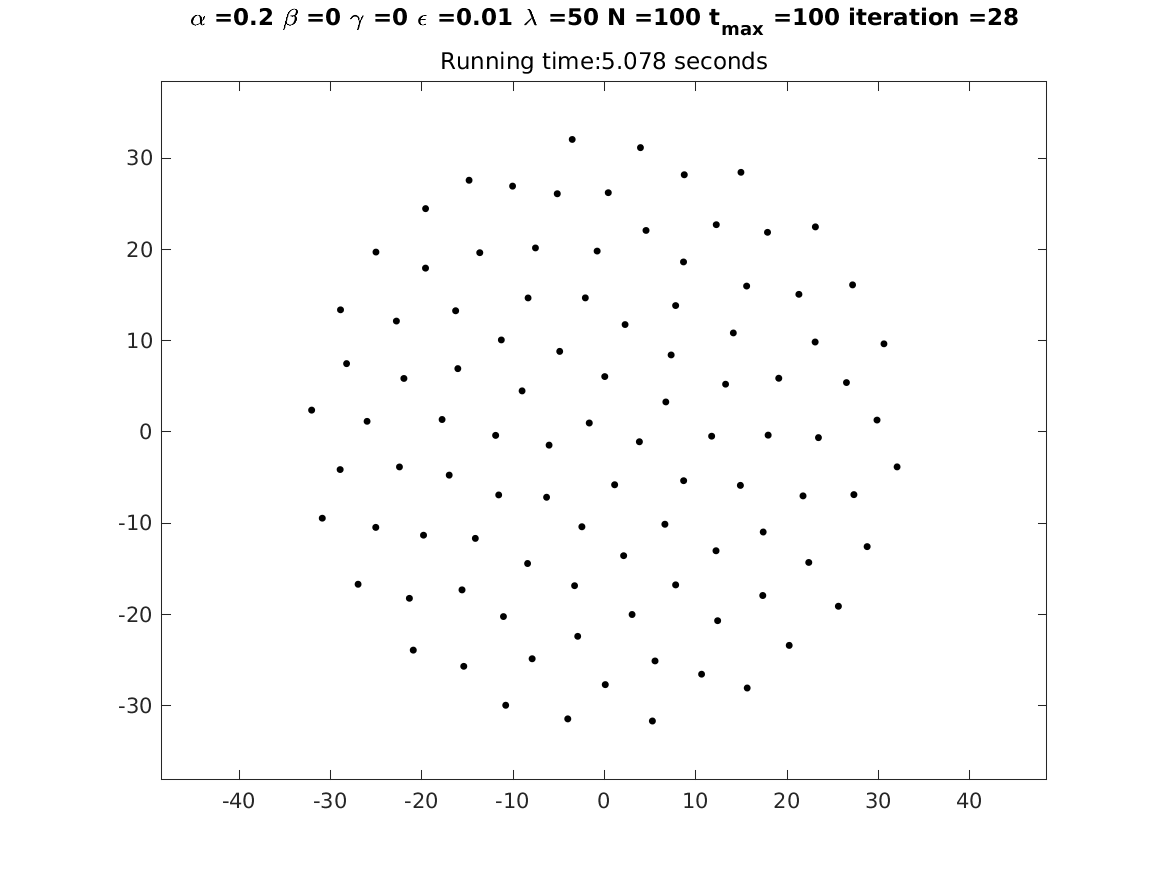 α =0.2 β =0 γ =0 ϵ =0.01 λ =50 N =100 t_max =100 iteration =28
Running time:5.078 seconds
30
20
10
0
-10
-20
-30
-40 -30 -20 -10 0 10 20 30 40